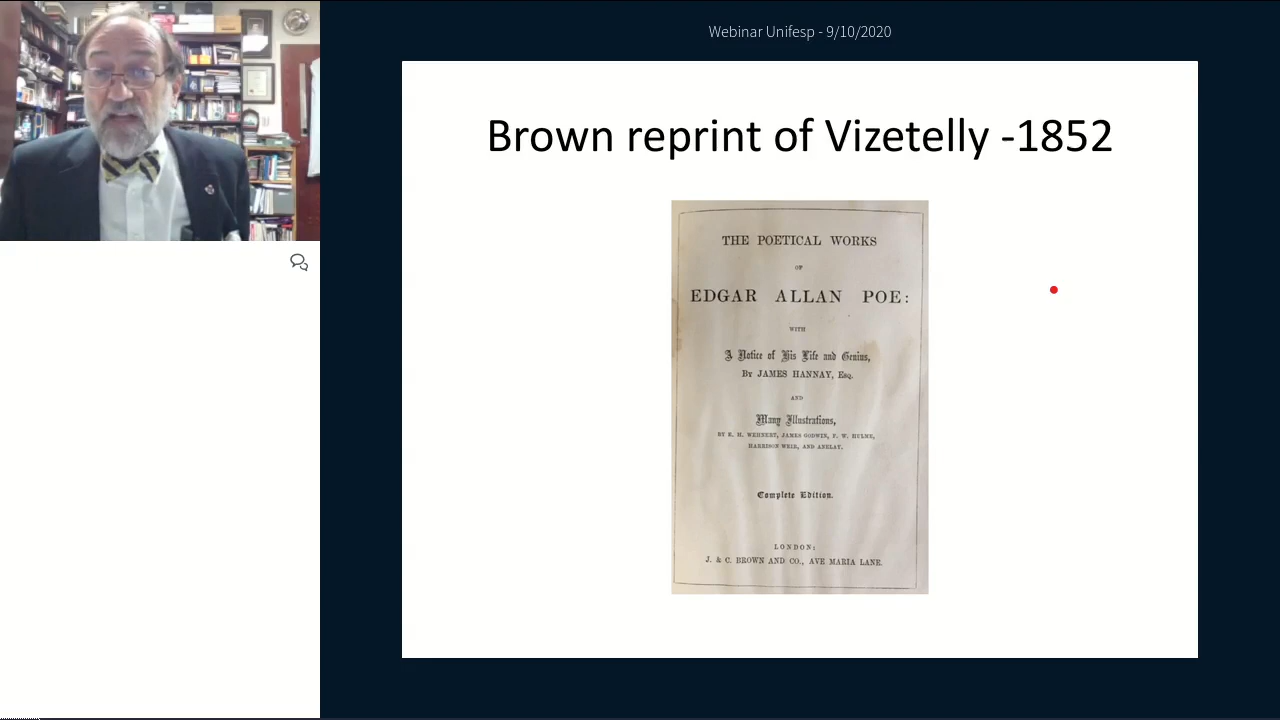 Webinar Unifesp - 9/10/2020
Brown reprint of Vizetelly -1852
THE POETICAL WORKS
OF
EDGAR ALLAN POE:
WITH
A Notice of His Life and Genius,
By JAMES HANNAY, Esq.
AND
Many Illustrations,
BY E. H. WEHNERT, JAMES GODWIN, F. W. HULME,
HARRISON WEIR, AND ANELAY.
Complete Edition.
LONDON:
J. & C. BROWN AND CO., AVE MARIA LANE.